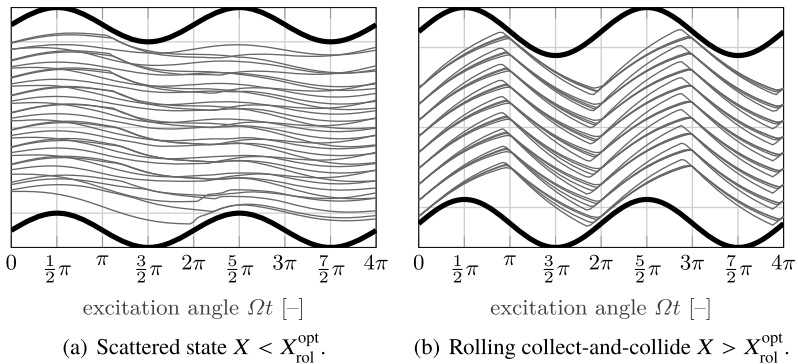 0 1/2π π 3/2π 2π 5/2π 3π 7/2π 4π
0 1/2π π 3/2π 2π 5/2π 3π 7/2π 4π
excitation angle Ωt [–]
excitation angle Ωt [–]
(a) Scattered state X < X_rol^opt.
(b) Rolling collect-and-collide X > X_rol^opt.